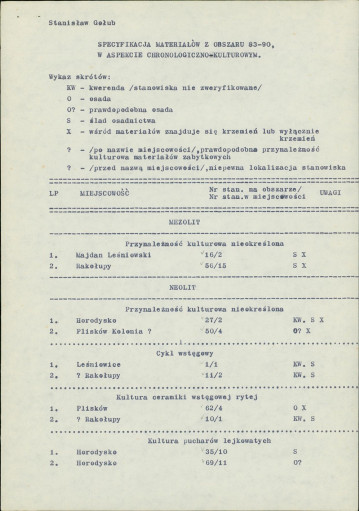 Stanisław Gołub
SPECYFIKACJA MATERIAŁÓW Z OBSZARU 83-90,
W ASPEKCIE CHRONOLOGICZNO-KULTUROWYM.
Wykaz skrótów:
KW - kwerenda /stanowiska nie zweryfikowane/
O - osada
O? - prawdopodobna osada
S - ślad osadnictwa
X - wśród materiałów znajduje się krzemień lub wyłącznie
krzemień
? - /po nazwie miejscowości/,prawdopodobna przynależność
kulturowa materiałów zabytkowych
? - /przed nazwą miejscowości/,niepewna lokalizacja stanowiska
LP MIEJSCOWOŚĆ Nr stan. na obszarze/ UWAGI
Nr stan.w miejscowości
MEZOLIT
Przynależność kulturowa nieokreślona
1. Majdan Leśniowski 16/2 S X
2. Rakołupy 56/15 S X
NEOLIT
Przynależność kulturowa nieokreślona
1. Horodysko 27/2 KW. S X
2. Plisków Kolonia ? 50/4 O? X
Cykl wstęgowy
1. Leśniowice 1/1 KW. S
2. ? Rakołupy 11/2 KW. S
Kultura ceramiki wstęgowej rytej
1. Plisków 62/4 O X
2. ? Rakołupy 10/1 KW. S
Kultura pucharów lejkowatych
1. Horodysko 35/10 S
2. Horodysko 69/11 O?